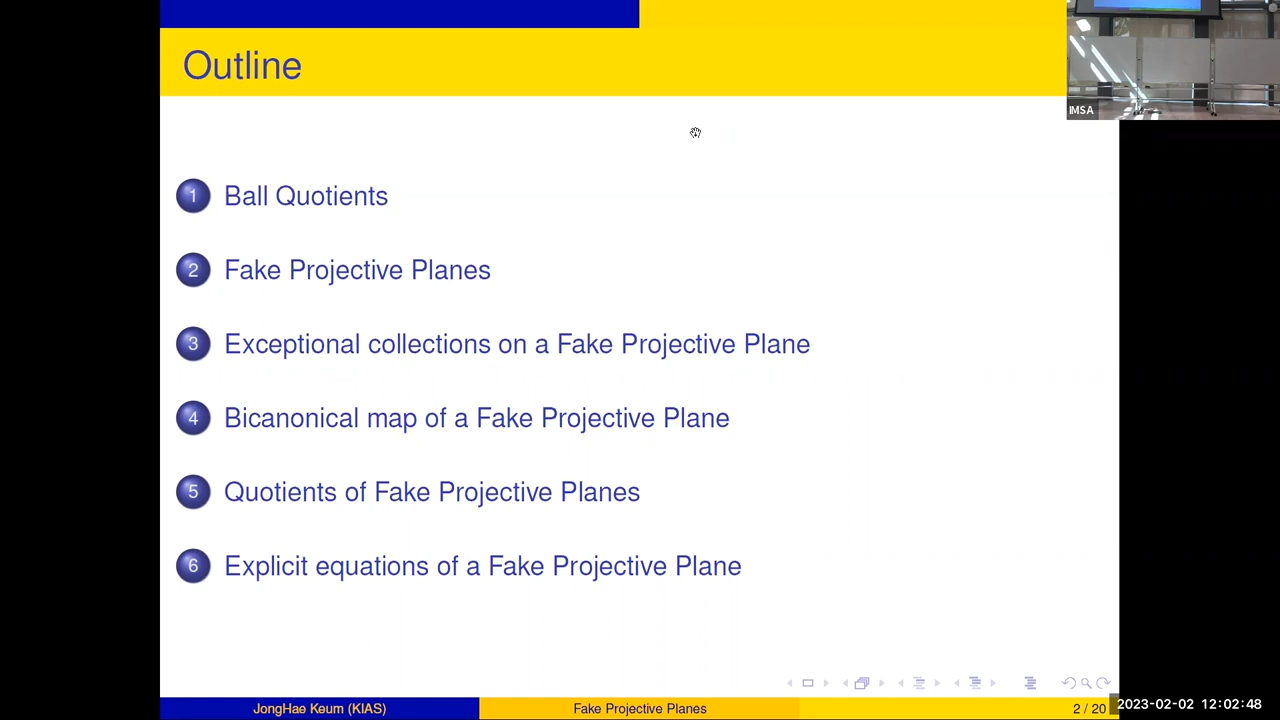 Outline
IMSA
1 Ball Quotients
2 Fake Projective Planes
3 Exceptional collections on a Fake Projective Plane
4 Bicanonical map of a Fake Projective Plane
5 Quotients of Fake Projective Planes
6 Explicit equations of a Fake Projective Plane
JongHae Keum (KIAS)
Fake Projective Planes
2 / 20
2023-02-02 12:02:48